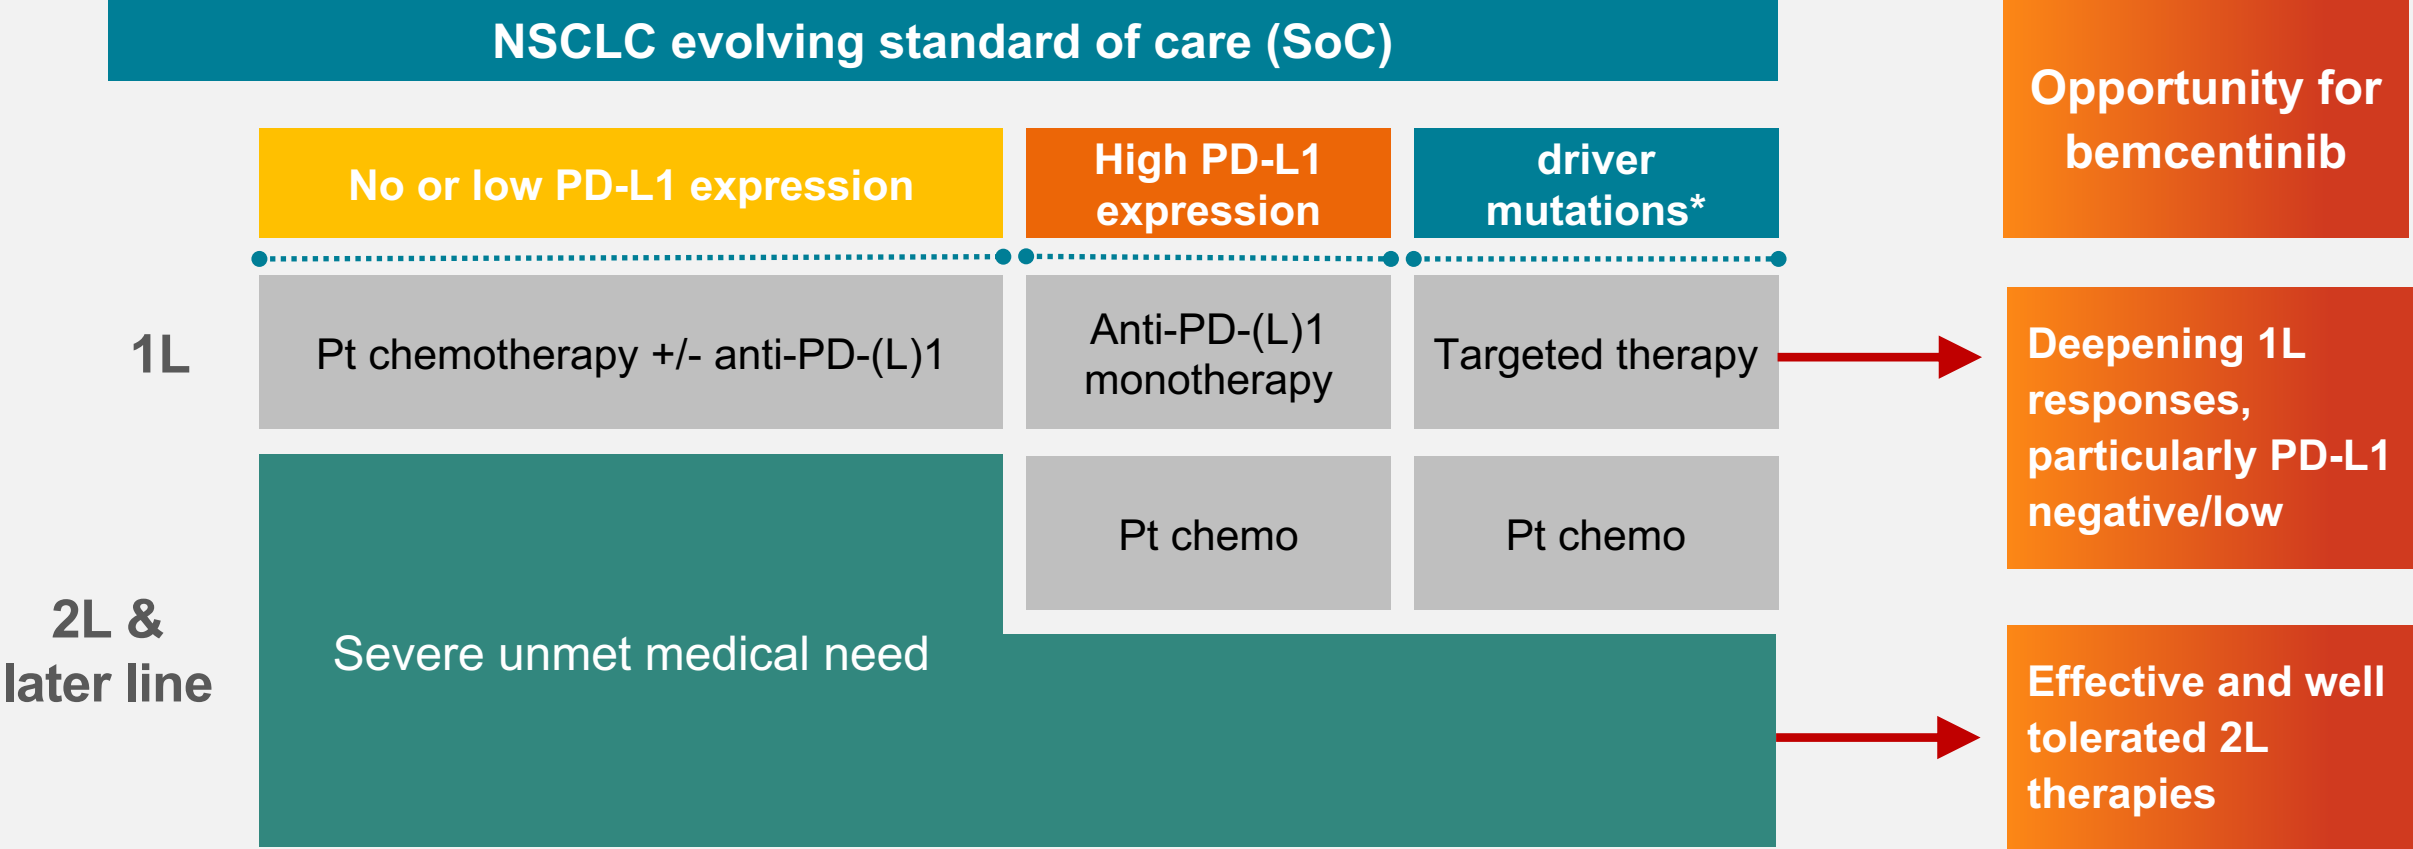 NSCLC evolving standard of care (SoC)
Opportunity for
bemcentinib
No or low PD-L1 expression
High PD-L1
expression
driver
mutations*
1L
Pt chemotherapy +/- anti-PD-(L)1
Anti-PD-(L)1
monotherapy
Targeted therapy
Deepening 1L
responses,
particularly PD-L1
negative/low
2L &
later line
Severe unmet medical need
Pt chemo
Pt chemo
Effective and well
tolerated 2L
therapies